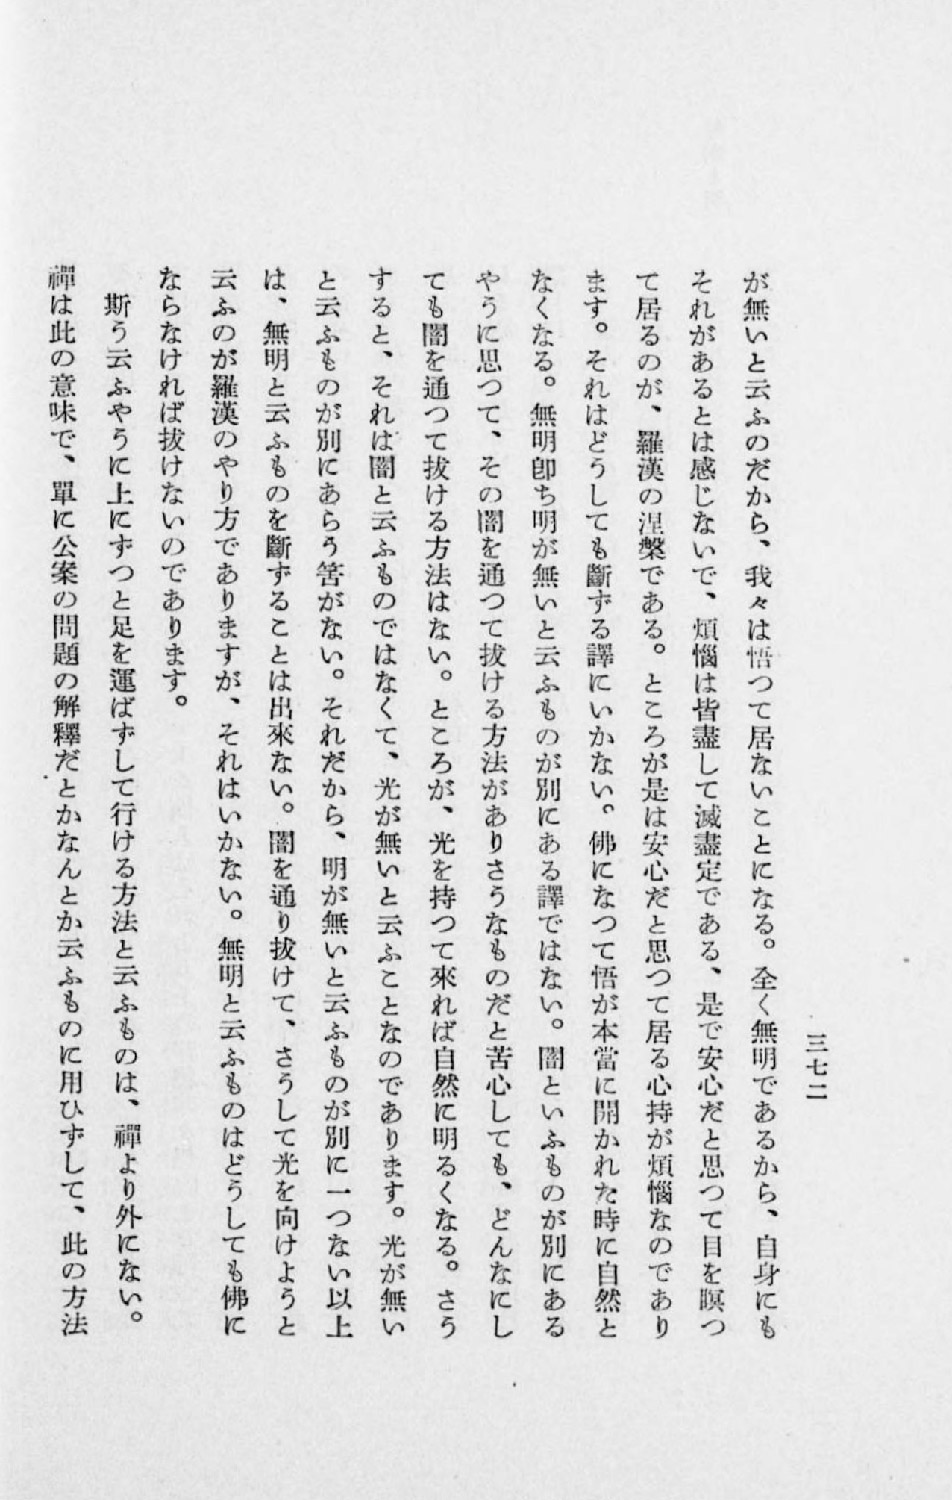 三七二
が無いと云ふのだから、我々は悟つて居ないことになる。全く無明であるから、自身にも
それがあるとは感じないで、煩惱は皆盡して滅盡定である、是で安心だと思つて目を瞑つ
て居るのが、羅漢の涅槃である。ところが是は安心だと思つて居る心持が煩惱なのであり
ます。それはどうしても斷ずる譯にいかない。佛になつて悟が本當に開かれた時に自然と
なくなる。無明卽ち明が無いと云ふものが別にある譯ではない。闇といふものが別にある
やうに思つて、その闇を通つて拔ける方法がありさうなものだと苦心しても、どんなにし
ても闇を通つて拔ける方法はない。ところが、光を持つて來れば自然に明るくなる。さう
すると、それは闇と云ふものではなくて、光が無いと云ふことなのであります。光が無い
と云ふものが別にあらう筈がない。それだから、明が無いと云ふものが別に一つない以上
は、無明と云ふものを斷ずることは出來ない。闇を通り拔けて、さうして光を向けようと
云ふのが羅漢のやり方でありますが、それはいかない。無明と云ふものはどうしても佛に
ならなければ拔けないのであります。
斯う云ふやうに上にずつと足を運ばずして行ける方法と云ふものは、禪より外にない。
禪は此の意味で、單に公案の問題の解釋だとかなんとか云ふものに用ひずして、此の方法